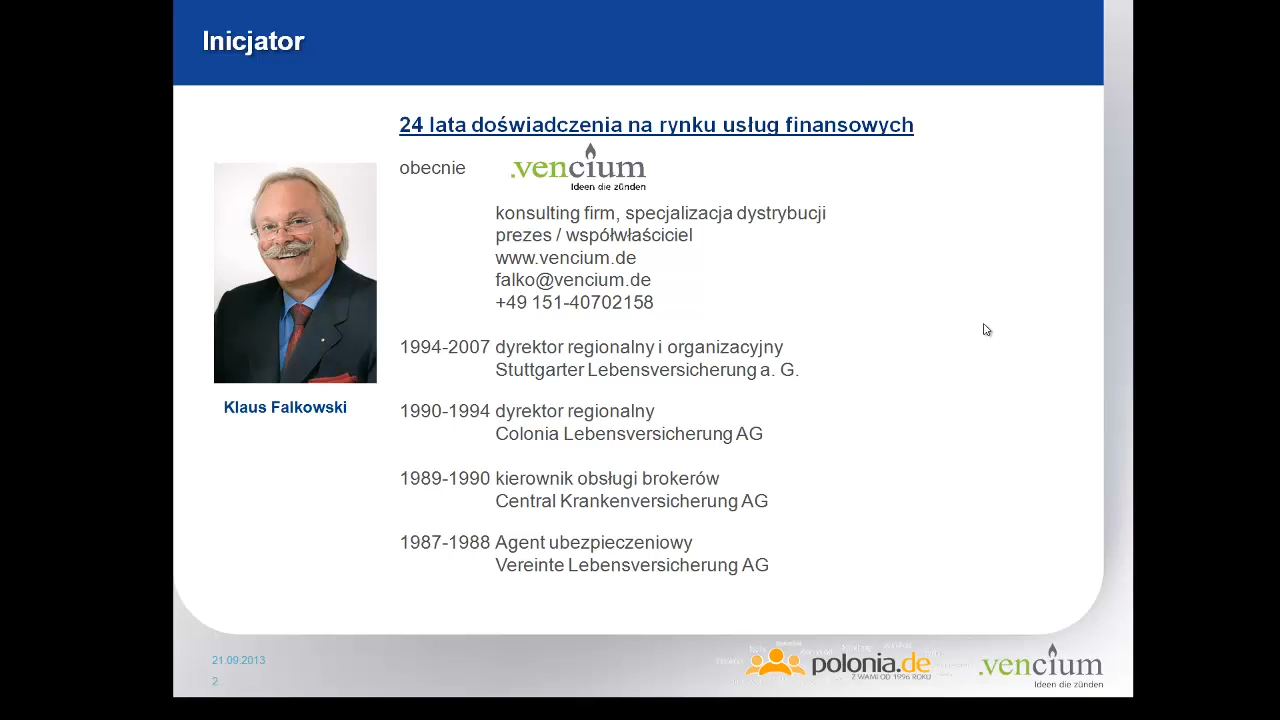 Inicjator
24 lata doświadczenia na rynku usług finansowych
obecnie
.vencium
Ideen die zünden
konsulting firm, specjalizacja dystrybucji
prezes / współwłaściciel
www.vencium.de
falko@vencium.de
+49 151-40702158
1994-2007 dyrektor regionalny i organizacyjny
Stuttgarter Lebensversicherung a. G.
1990-1994 dyrektor regionalny
Colonia Lebensversicherung AG
1989-1990 kierownik obsługi brokerów
Central Krankenversicherung AG
1987-1988 Agent ubezpieczeniowy
Vereinte Lebensversicherung AG
Klaus Falkowski
21.09.2013
2
polonia.de
Z WAMI OD 1996 ROKU
.vencium
Ideen die zünden